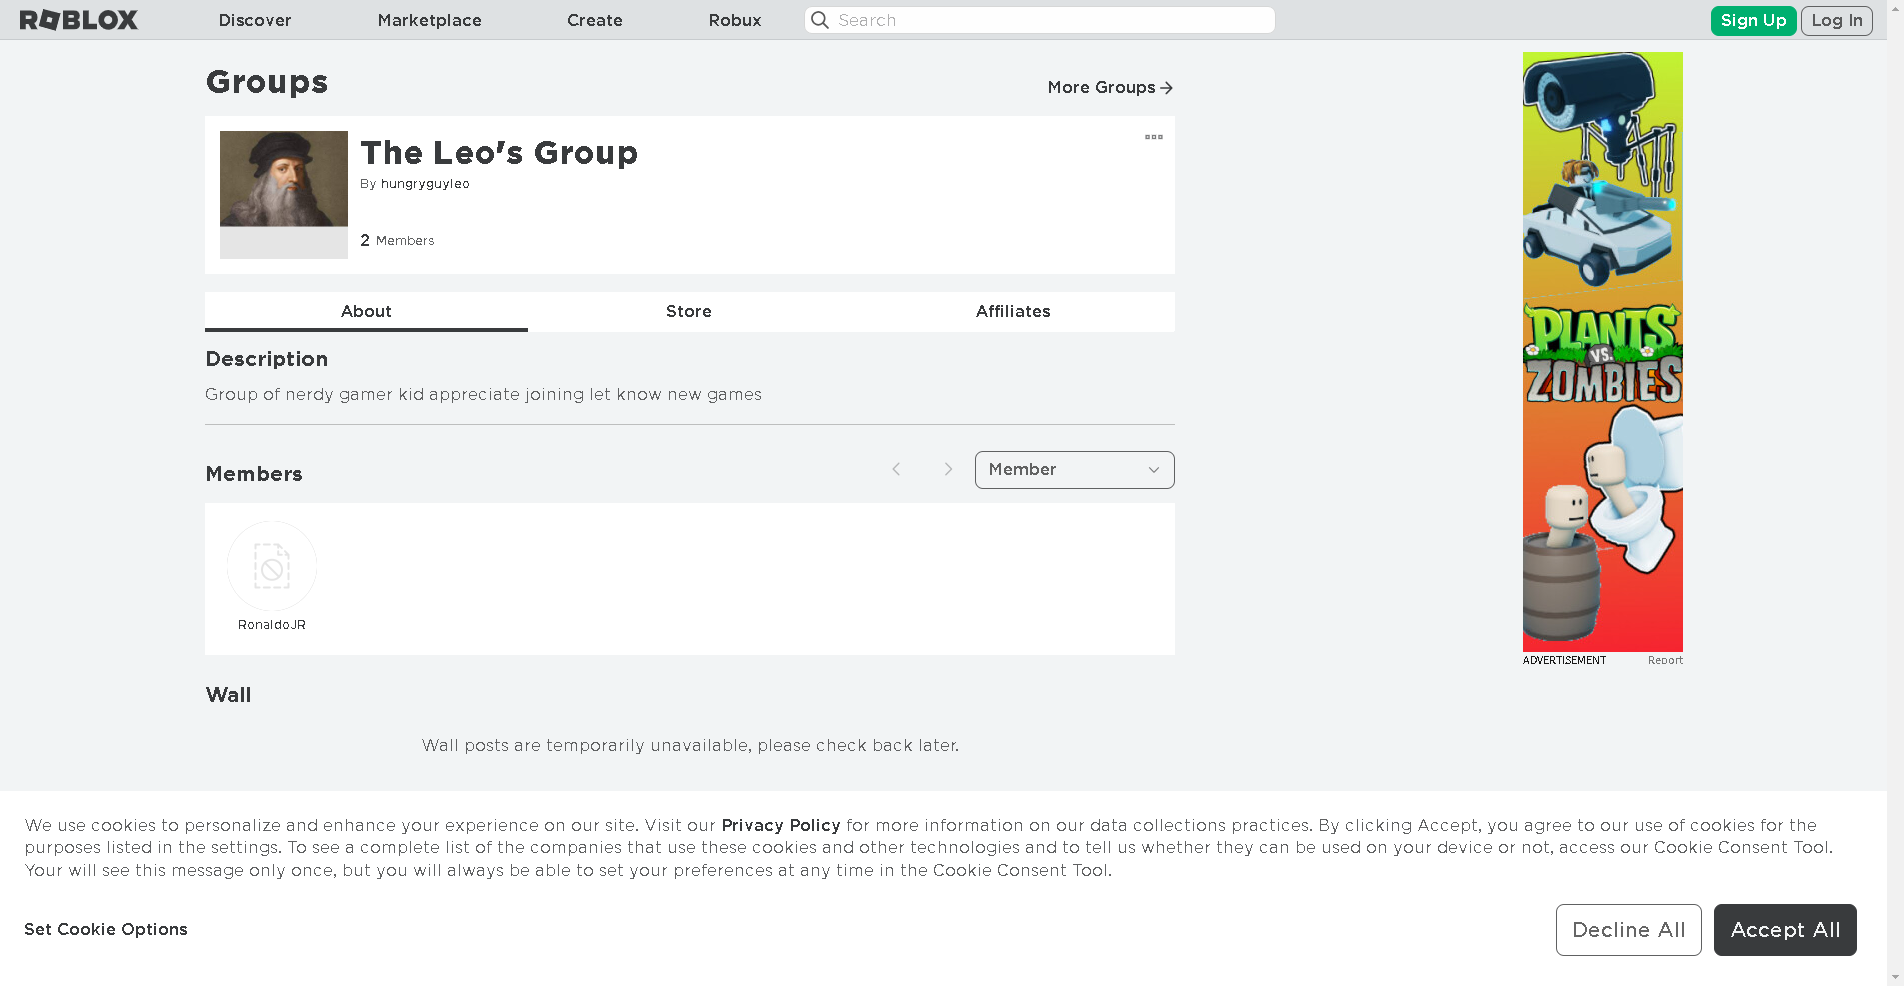 ROBLOX Discover Marketplace Create Robux Search Sign Up Log In
Groups
More Groups
The Leo's Group
By hungryguyleo
2 Members
About Store Affiliates
Description
Group of nerdy gamer kid appreciate joining let know new games
Members
Member
RonaldoJR
Wall
Wall posts are temporarily unavailable, please check back later.
PLANTS
VS.
ZOMBIES
ADVERTISEMENT Report
We use cookies to personalize and enhance your experience on our site. Visit our Privacy Policy for more information on our data collections practices. By clicking Accept, you agree to our use of cookies for the
purposes listed in the settings. To see a complete list of the companies that use these cookies and other technologies and to tell us whether they can be used on your device or not, access our Cookie Consent Tool.
Your will see this message only once, but you will always be able to set your preferences at any time in the Cookie Consent Tool.
Set Cookie Options
Decline All
Accept All